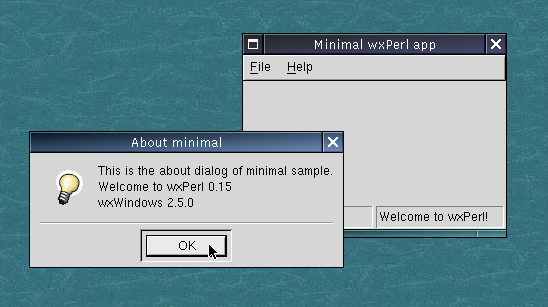 Minimal wxPerl app
File Help
About minimal
This is the about dialog of minimal sample.
Welcome to wxPerl 0.15
wxWindows 2.5.0
OK
Welcome to wxPerl!